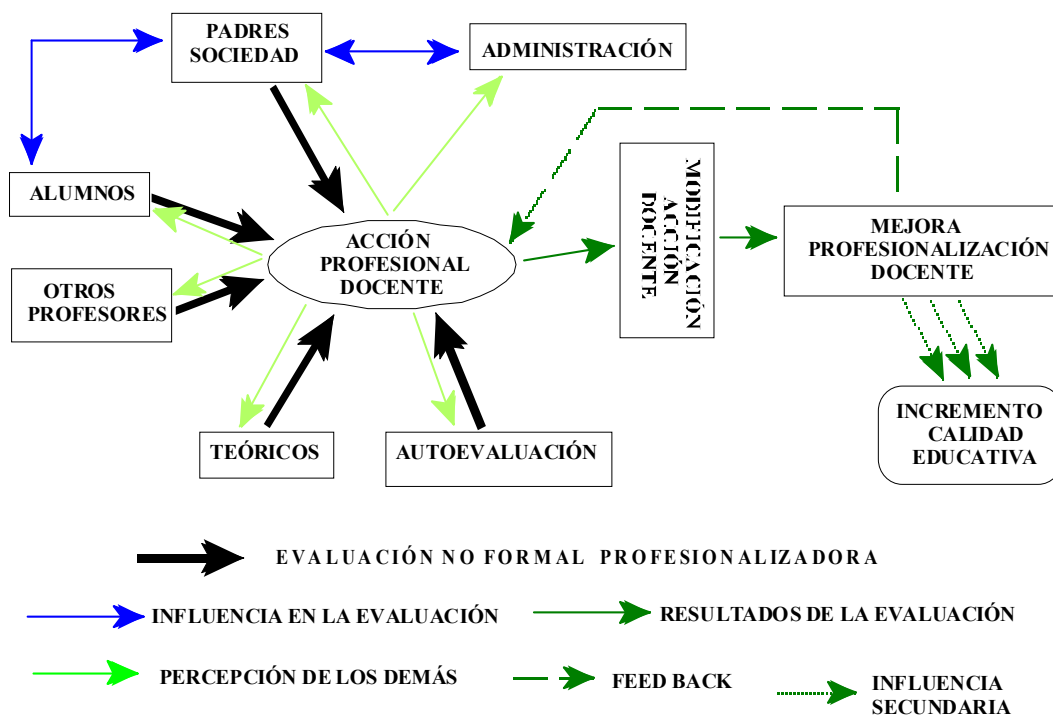 PADRES
SOCIEDAD
ADMINISTRACIÓN
ALUMNOS
OTROS
PROFESORES
ACCIÓN
PROFESIONAL
DOCENTE
MODIFICACIÓN
ACCIÓN
DOCENTE
MEJORA
PROFESIONALIZACIÓN
DOCENTE
TEÓRICOS
AUTOEVALUACIÓN
INCREMENTO
CALIDAD
EDUCATIVA
EVALUACIÓN NO FORMAL PROFESIONALIZADORA
INFLUENCIA EN LA EVALUACIÓN
RESULTADOS DE LA EVALUACIÓN
PERCEPCIÓN DE LOS DEMÁS
FEED BACK
INFLUENCIA
SECUNDARIA